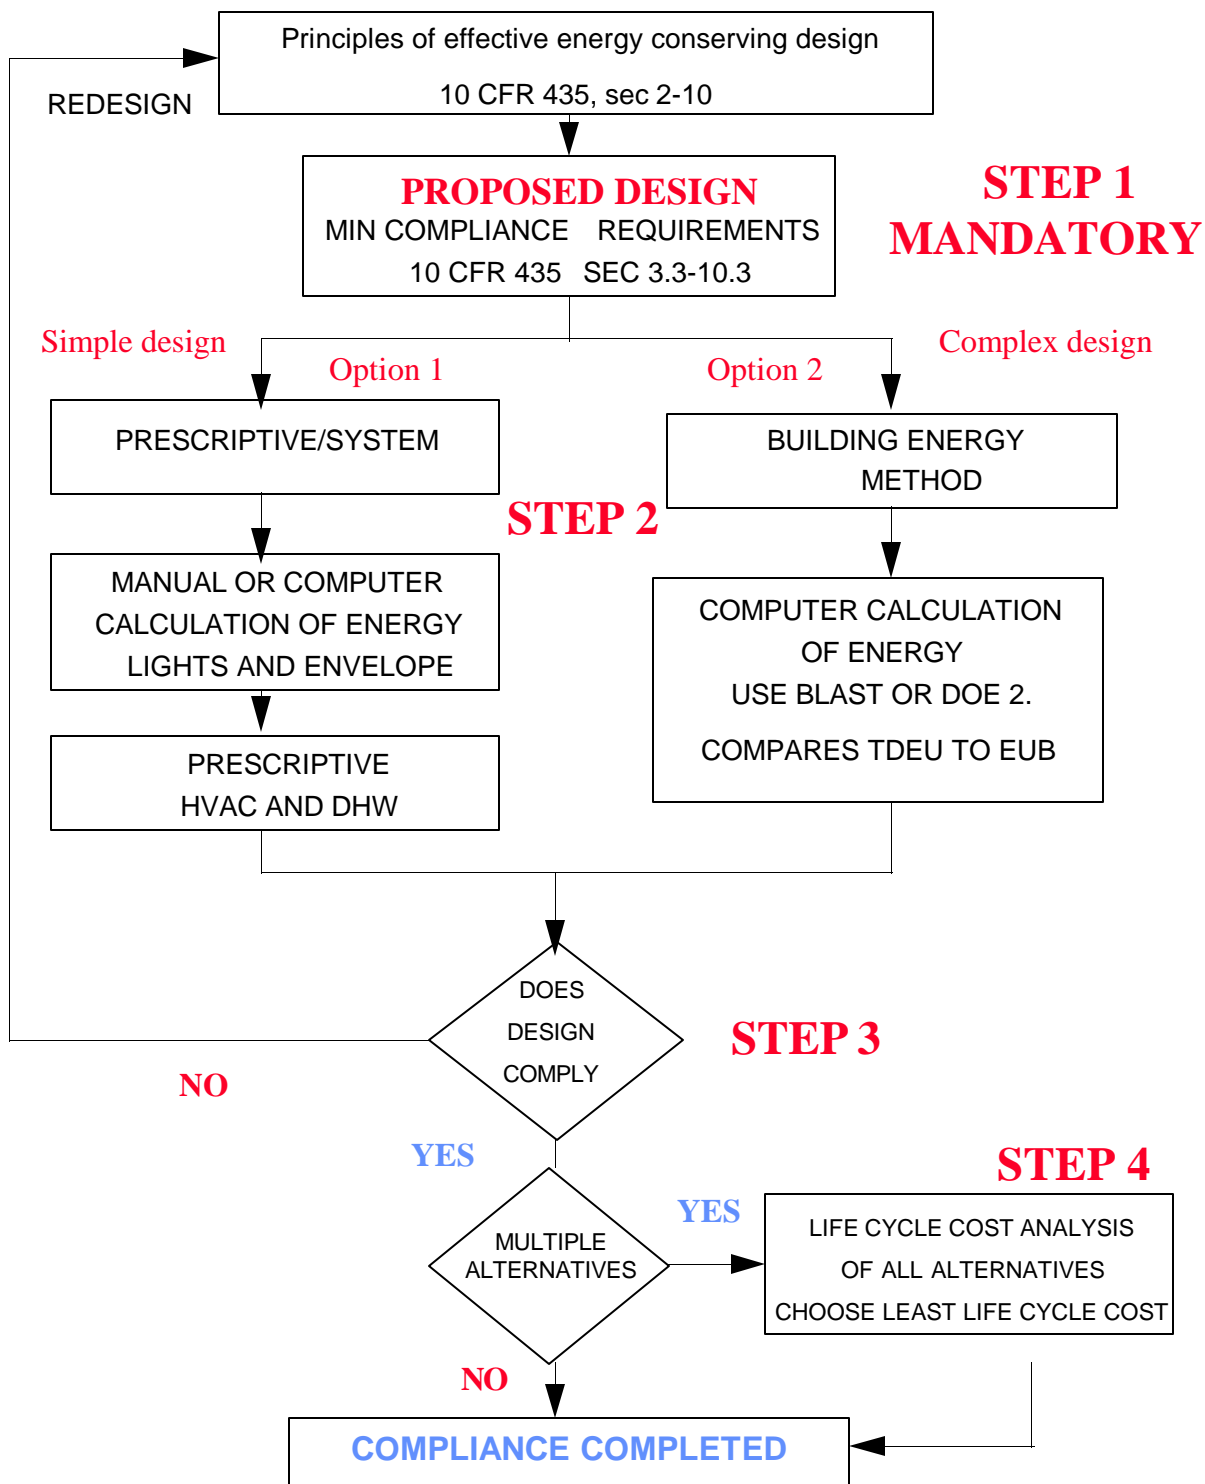 Principles of effective energy conserving design
10 CFR 435, sec 2-10
REDESIGN
PROPOSED DESIGN
MIN COMPLIANCE REQUIREMENTS
10 CFR 435 SEC 3.3-10.3
STEP 1
MANDATORY
Simple design
Option 1
Option 2
Complex design
PRESCRIPTIVE/SYSTEM
BUILDING ENERGY
METHOD
STEP 2
MANUAL OR COMPUTER
CALCULATION OF ENERGY
LIGHTS AND ENVELOPE
COMPUTER CALCULATION
OF ENERGY
USE BLAST OR DOE 2.
COMPARES TDEU TO EUB
PRESCRIPTIVE
HVAC AND DHW
DOES
DESIGN
COMPLY
STEP 3
NO
YES
STEP 4
MULTIPLE
ALTERNATIVES
YES
LIFE CYCLE COST ANALYSIS
OF ALL ALTERNATIVES
CHOOSE LEAST LIFE CYCLE COST
NO
COMPLIANCE COMPLETED